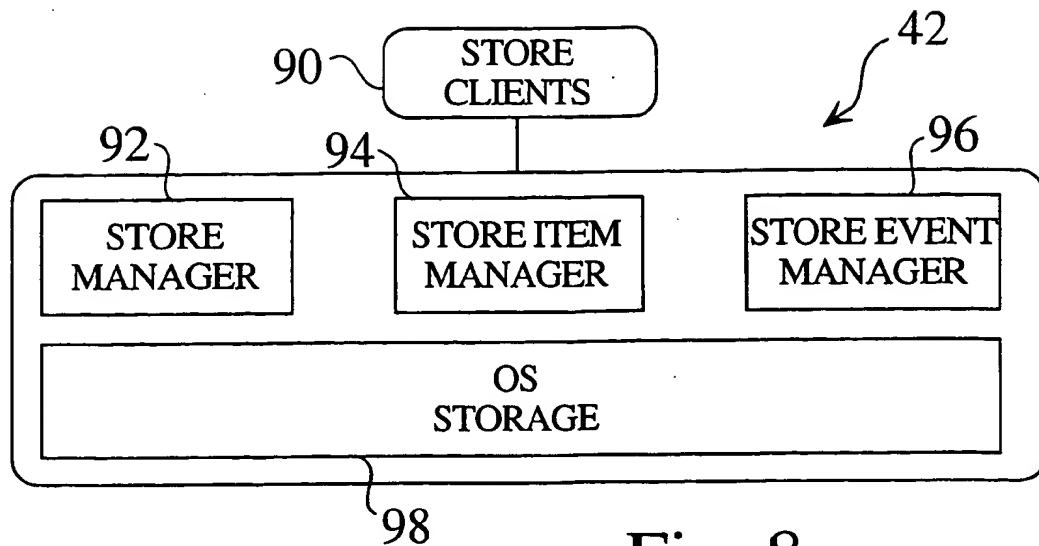 90
STORE
CLIENTS
42
92
94
96
STORE
MANAGER
STORE ITEM
MANAGER
STORE EVENT
MANAGER
OS
STORAGE
98